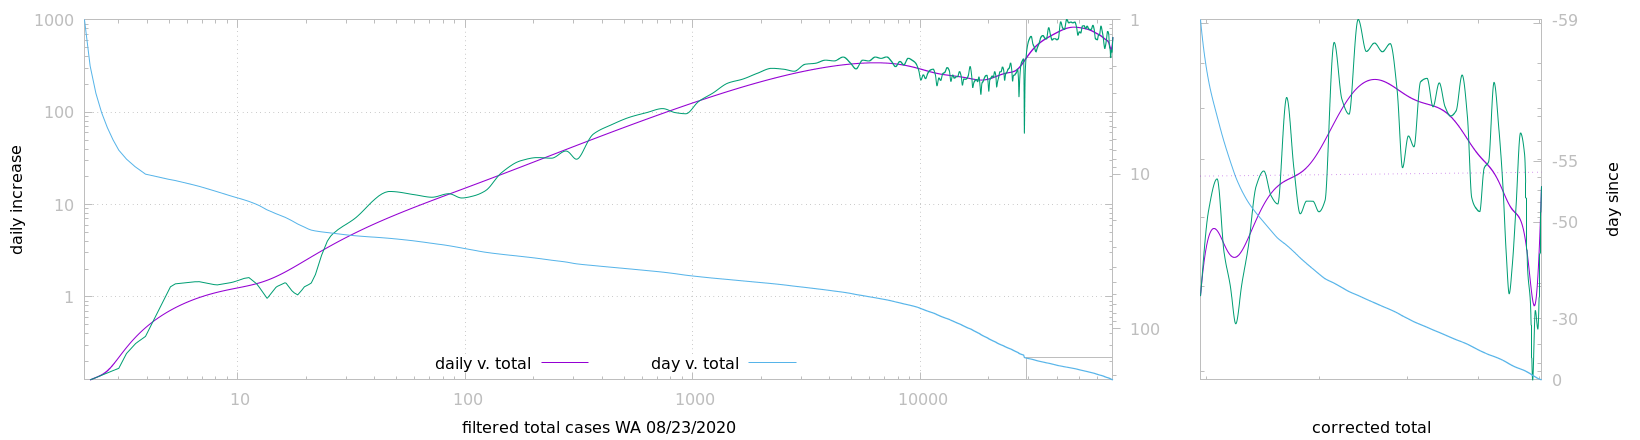 1000
100
10
1
daily increase
10
100
1000
10000
filtered total cases WA 08/23/2020
daily v. total
day v. total
1
10
100
-59
-55
-50
-30
0
day since
corrected total